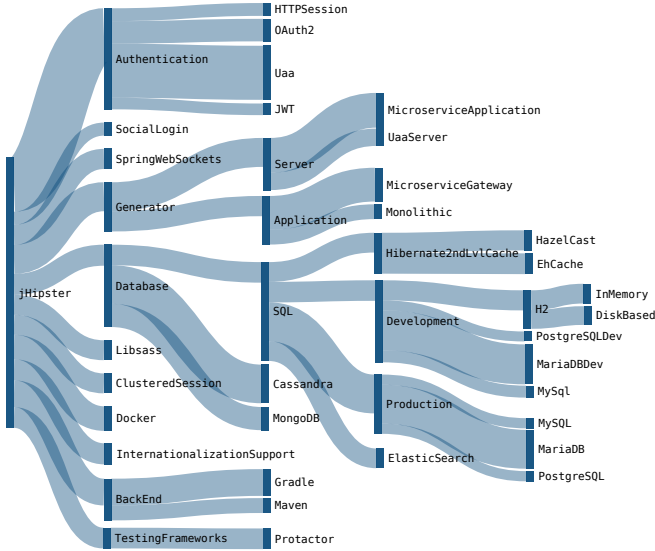 HTTPSession
OAuth2
Authentication
Uaa
JWT
MicroserviceApplication
SocialLogin
UaaServer
SpringWebSockets
Server
MicroserviceGateway
Generator
Monolithic
Application
HazelCast
Hibernate2ndLvlCache
EhCache
Database
jHipster
InMemory
H2
SQL
DiskBased
Development
PostgreSQLDev
Libsass
MariaDBDev
ClusteredSession
Cassandra
MySql
Production
Docker
MongoDB
MySQL
MariaDB
InternationalizationSupport
ElasticSearch
PostgreSQL
Gradle
BackEnd
Maven
TestingFrameworks
Protactor